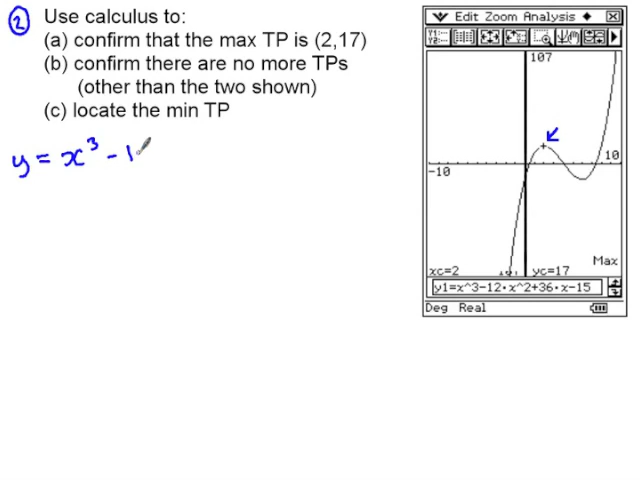 ② Use calculus to:
(a) confirm that the max TP is (2,17)
(b) confirm there are no more TPs
(other than the two shown)
(c) locate the min TP
y = x³ - 1
Edit Zoom Analysis
107
10
-10
Max
xc=2 yc=17
y1=x^3-12·x^2+36·x-15
Deg Real